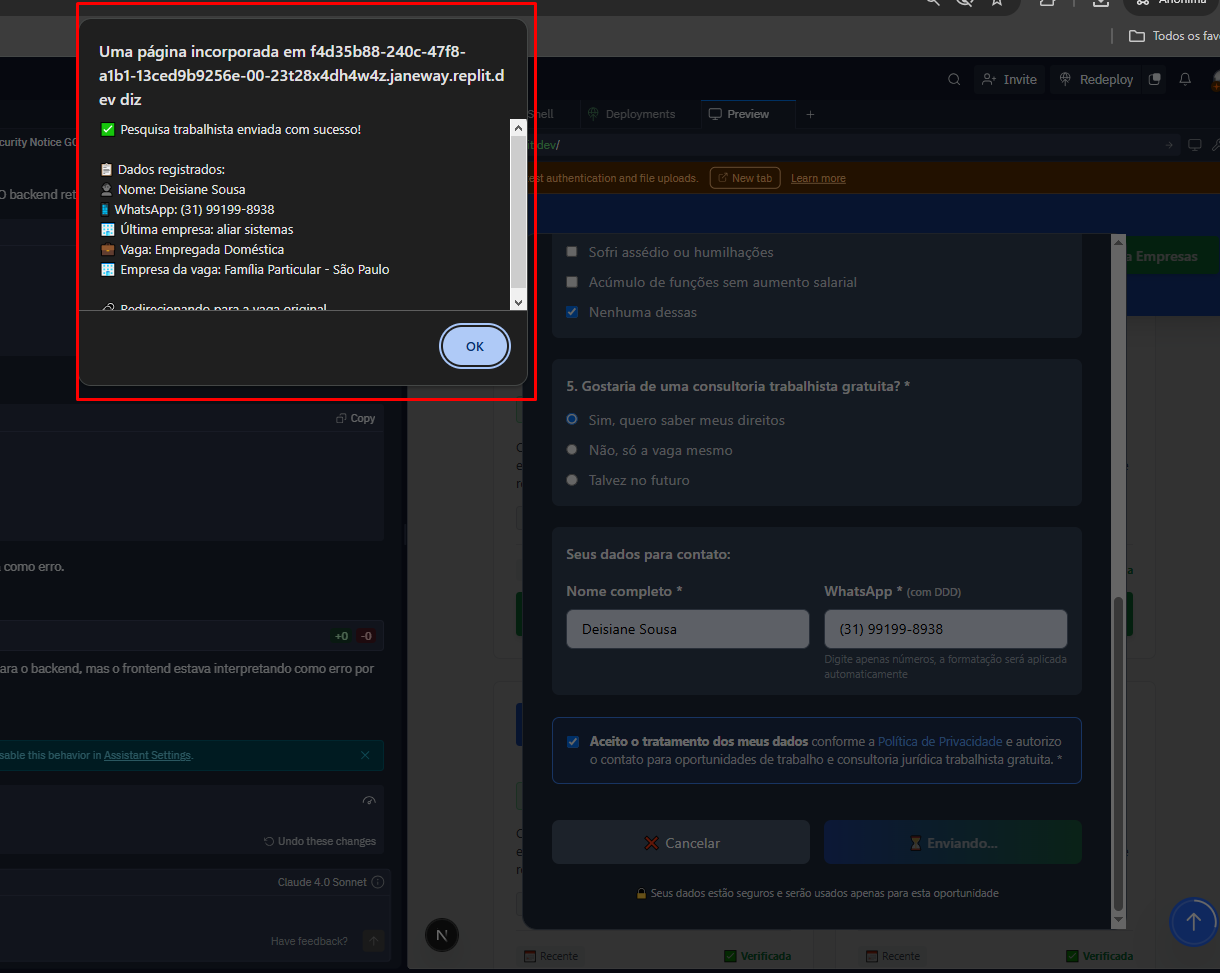 Anônima
Todos os fav
Uma página incorporada em f4d35b88-240c-47f8-
a1b1-13ced9b9256e-00-23t28x4dh4w4z.janeway.replit.d
ev diz
✅ Pesquisa trabalhista enviada com sucesso!
📋 Dados registrados:
👤 Nome: Deisiane Sousa
📱 WhatsApp: (31) 99199-8938
🏢 Última empresa: aliar sistemas
💼 Vaga: Empregada Doméstica
🏢 Empresa da vaga: Família Particular - São Paulo
Redirecionando para a vaga original
OK
Invite
Redeploy
Shell
Deployments
Preview
curity Notice
dev/
O backend ret
authentication and file uploads.
New tab
Learn more
Empresas
Sofri assédio ou humilhações
Acúmulo de funções sem aumento salarial
Nenhuma dessas
5. Gostaria de uma consultoria trabalhista gratuita? *
Sim, quero saber meus direitos
Não, só a vaga mesmo
Talvez no futuro
Copy
como erro.
+0 -0
ara o backend, mas o frontend estava interpretando como erro por
sable this behavior in Assistant Settings.
Undo these changes
Claude 4.0 Sonnet
Have feedback?
N
Seus dados para contato:
Nome completo *
WhatsApp * (com DDD)
Deisiane Sousa
(31) 99199-8938
Digite apenas números, a formatação será aplicada
automaticamente
Aceito o tratamento dos meus dados conforme a Política de Privacidade e autorizo
o contato para oportunidades de trabalho e consultoria jurídica trabalhista gratuita. *
❌ Cancelar
⏳ Enviando...
🔒 Seus dados estão seguros e serão usados apenas para esta oportunidade
Recente
✅ Verificada
Recente
✅ Verificada